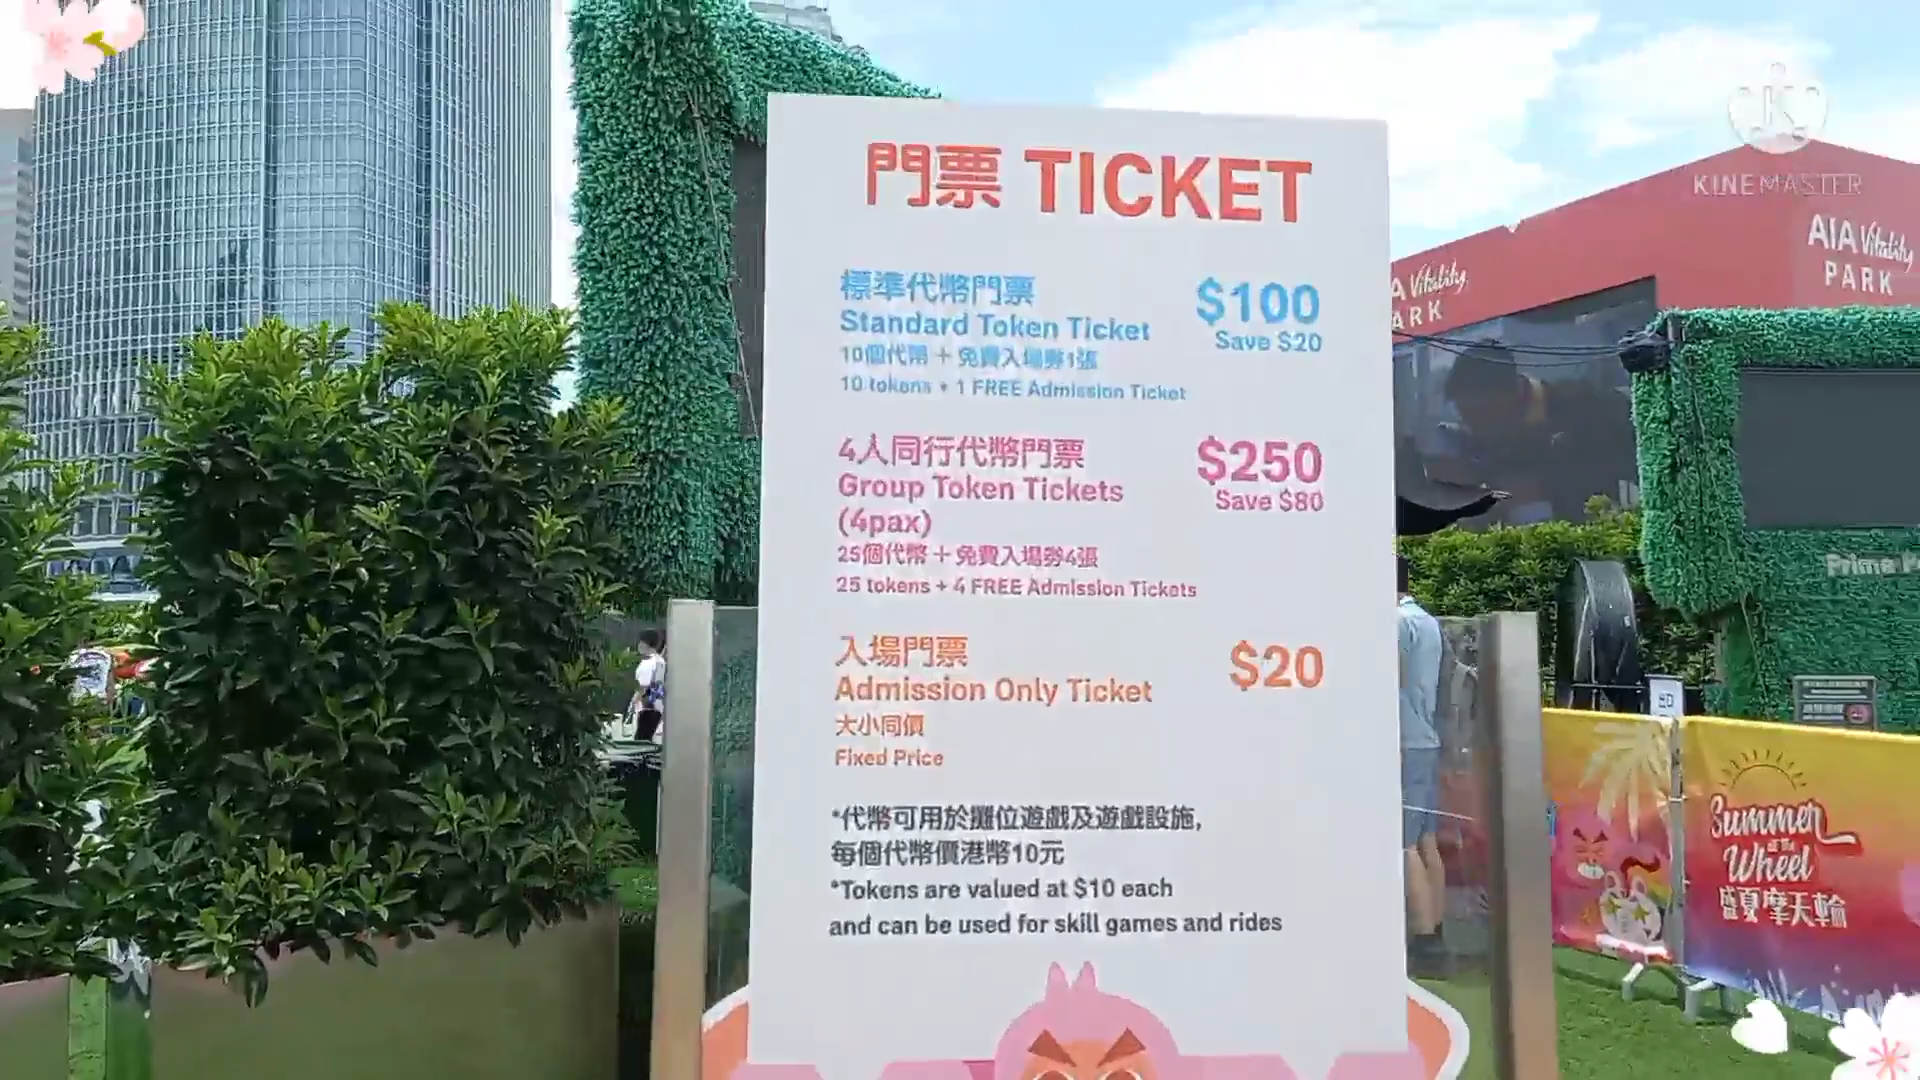 門票 TICKET
標準代幣門票
Standard Token Ticket
$100
Save $20
10個代幣 + 免費入場券1張
10 tokens + 1 FREE Admission Ticket
4人同行代幣門票
Group Token Tickets
(4pax)
$250
Save $80
25個代幣 + 免費入場券4張
25 tokens + 4 FREE Admission Tickets
入場門票
Admission Only Ticket
$20
大小同價
Fixed Price
*代幣可用於攤位遊戲及遊戲設施,
每個代幣價港幣10元
*Tokens are valued at $10 each
and can be used for skill games and rides
KINEMASTER
AIA Vitality
PARK
A Vitality
ARK
Summer
at the
Wheel
盛夏摩天輪